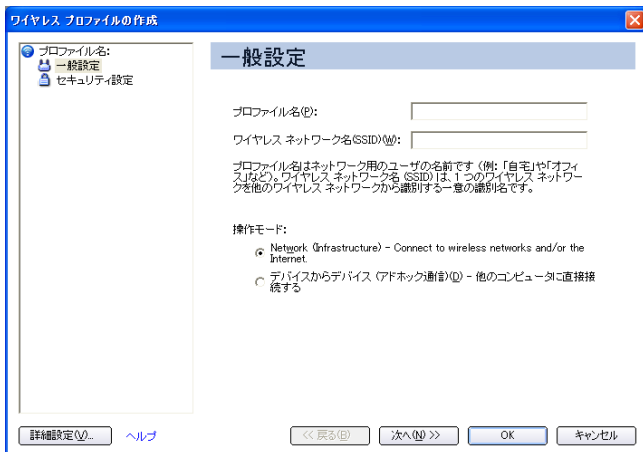 ワイヤレス プロファイルの作成
プロファイル名:
一般設定
セキュリティ設定
一般設定
プロファイル名(P):
ワイヤレス ネットワーク名(SSID)(W):
プロファイル名はネットワーク用のユーザの名前です (例:「自宅」や「オフィ
ス」など)。ワイヤレス ネットワーク名 (SSID) は、1 つのワイヤレス ネットワー
クを他のワイヤレス ネットワークから識別する一意の識別名です。
操作モード:
Network (Infrastructure) - Connect to wireless networks and/or the
Internet.
デバイスからデバイス (アドホック通信)(D) - 他のコンピュータに直接接
続する
詳細設定(V)...
ヘルプ
<< 戻る(B)
次へ(N) >>
OK
キャンセル